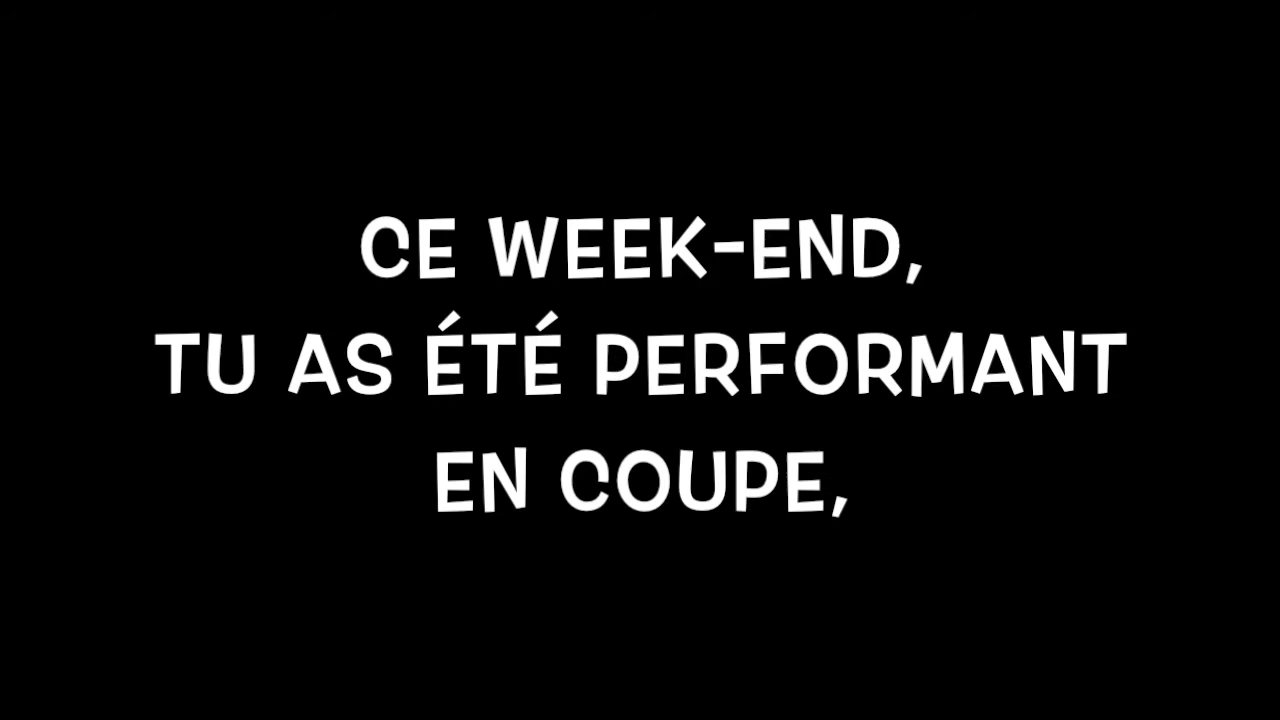 CE WEEK-END,
TU AS ÉTÉ PERFORMANT
EN COUPE,